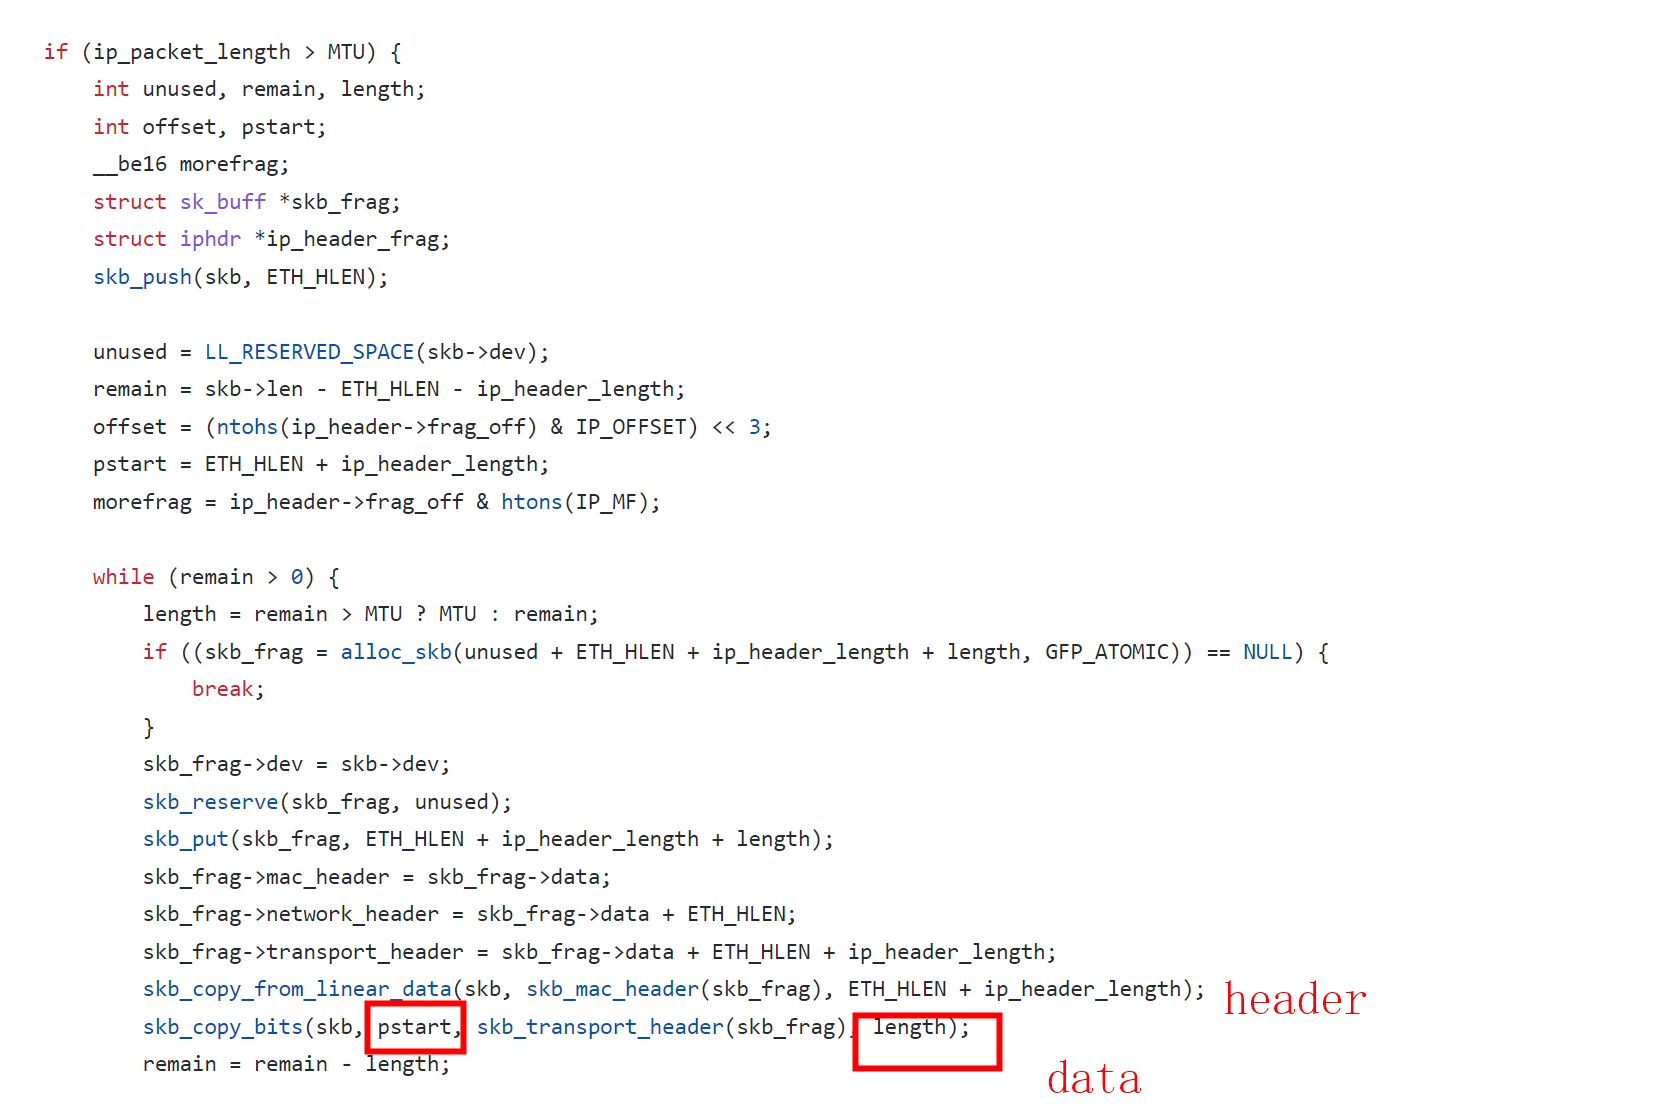 if (ip_packet_length > MTU) {
    int unused, remain, length;
    int offset, pstart;
    __be16 morefrag;
    struct sk_buff *skb_frag;
    struct iphdr *ip_header_frag;
    skb_push(skb, ETH_HLEN);

    unused = LL_RESERVED_SPACE(skb->dev);
    remain = skb->len - ETH_HLEN - ip_header_length;
    offset = (ntohs(ip_header->frag_off) & IP_OFFSET) << 3;
    pstart = ETH_HLEN + ip_header_length;
    morefrag = ip_header->frag_off & htons(IP_MF);

    while (remain > 0) {
        length = remain > MTU ? MTU : remain;
        if ((skb_frag = alloc_skb(unused + ETH_HLEN + ip_header_length + length, GFP_ATOMIC)) == NULL) {
            break;
        }
        skb_frag->dev = skb->dev;
        skb_reserve(skb_frag, unused);
        skb_put(skb_frag, ETH_HLEN + ip_header_length + length);
        skb_frag->mac_header = skb_frag->data;
        skb_frag->network_header = skb_frag->data + ETH_HLEN;
        skb_frag->transport_header = skb_frag->data + ETH_HLEN + ip_header_length;
        skb_copy_from_linear_data(skb, skb_mac_header(skb_frag), ETH_HLEN + ip_header_length); header
        skb_copy_bits(skb, pstart, skb_transport_header(skb_frag), length);
        remain = remain - length;
data